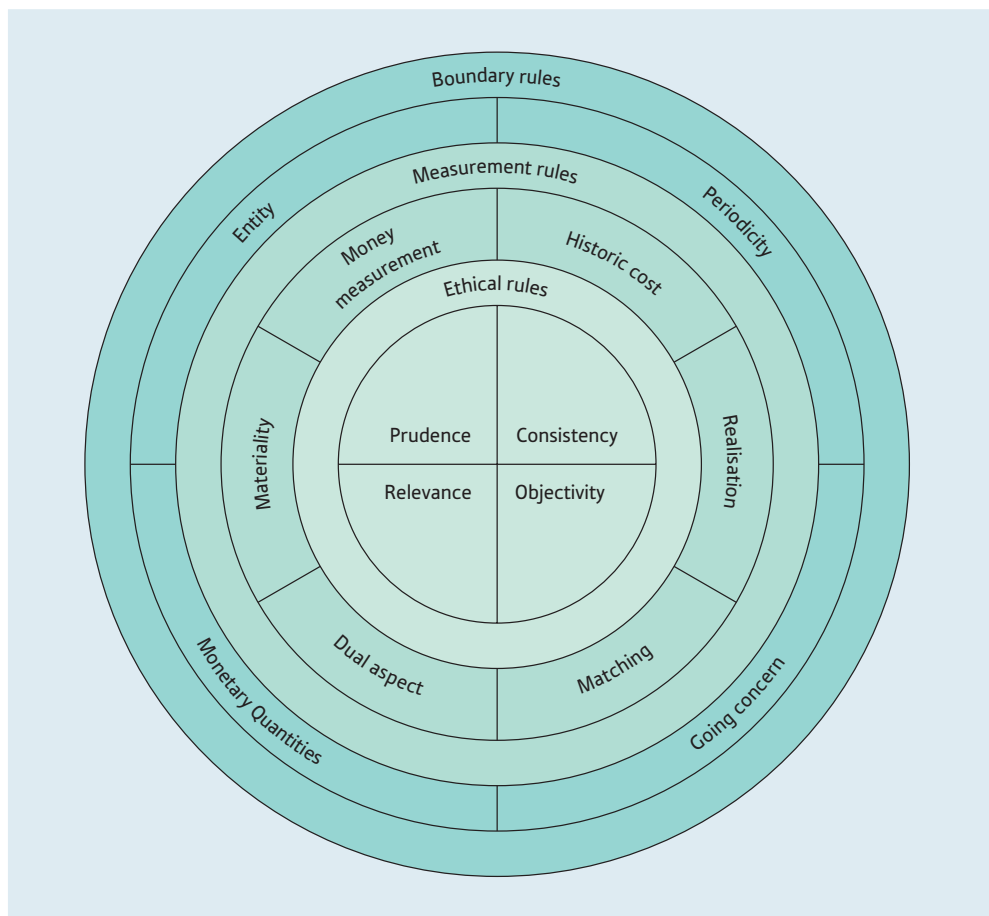 Boundary rules
Entity
Periodicity
Monetary Quantities
Going concern
Measurement rules
Money
measurement
Historic cost
Materiality
Realisation
Dual aspect
Matching
Ethical rules
Prudence
Consistency
Relevance
Objectivity